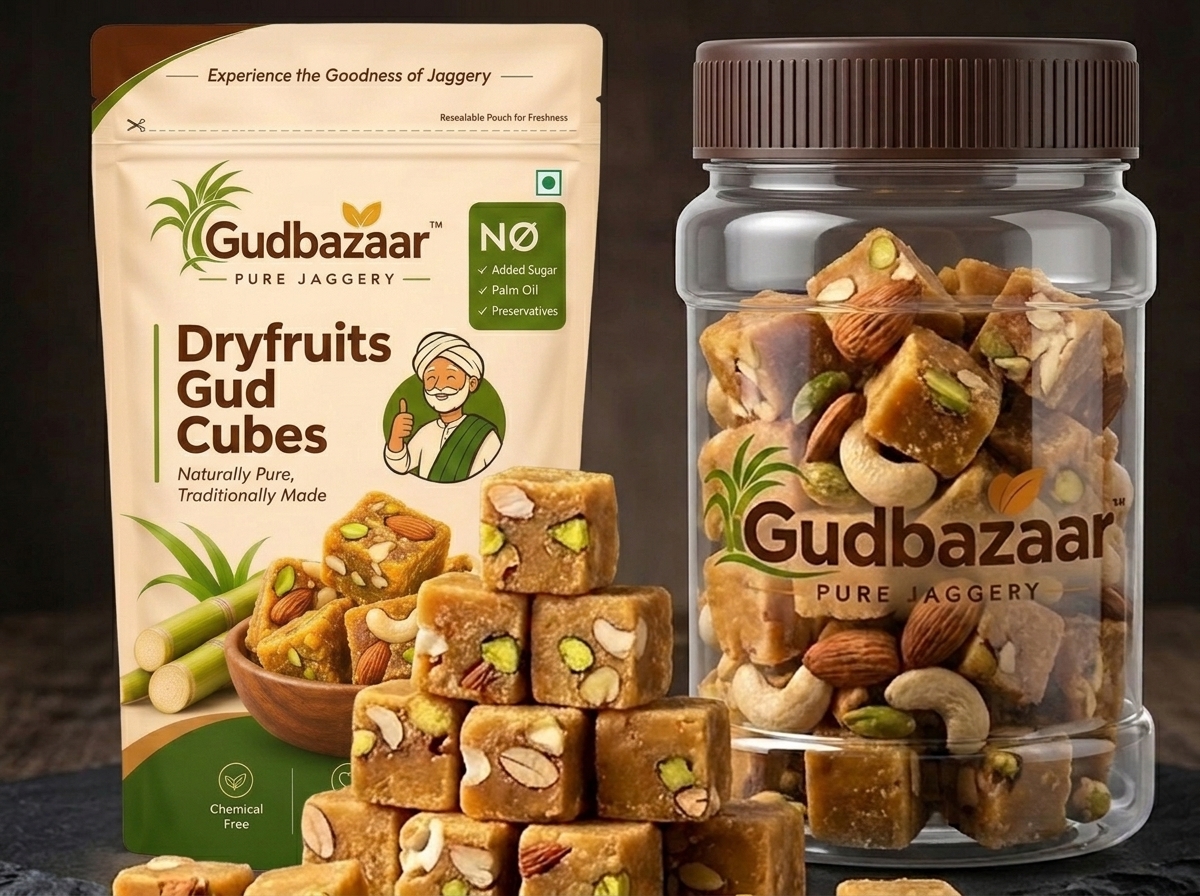 Experience the Goodness of Jaggery
Resealable Pouch for Freshness
Gudbazaar™
PURE JAGGERY
NØ
✓ Added Sugar
✓ Palm Oil
✓ Preservatives
Dryfruits
Gud
Cubes
Naturally Pure,
Traditionally Made
Chemical
Free
Gudbazaar™
PURE JAGGERY